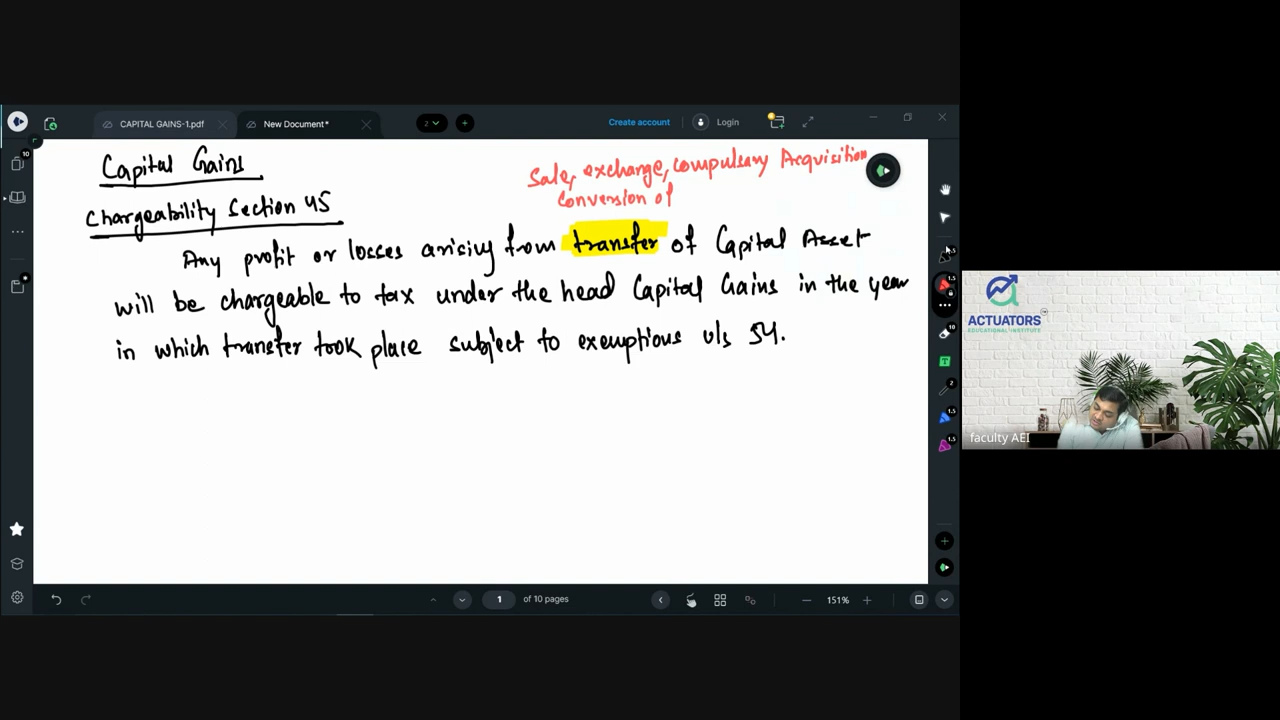 CAPITAL GAINS-1.pdf
New Document*
2
Create account
Login
Capital Gains
Sale, exchange, compulsary Acquisition
Conversion of
Chargeability Section 45
Any profit or losses arising from transfer of Capital Asset
will be chargeable to tax under the head Capital Gains in the year
in which transfer took place subject to exemptions u/s 54.
1 of 10 pages
151%
ACTUATORS
EDUCATIONAL INSTITUTE
faculty AEI